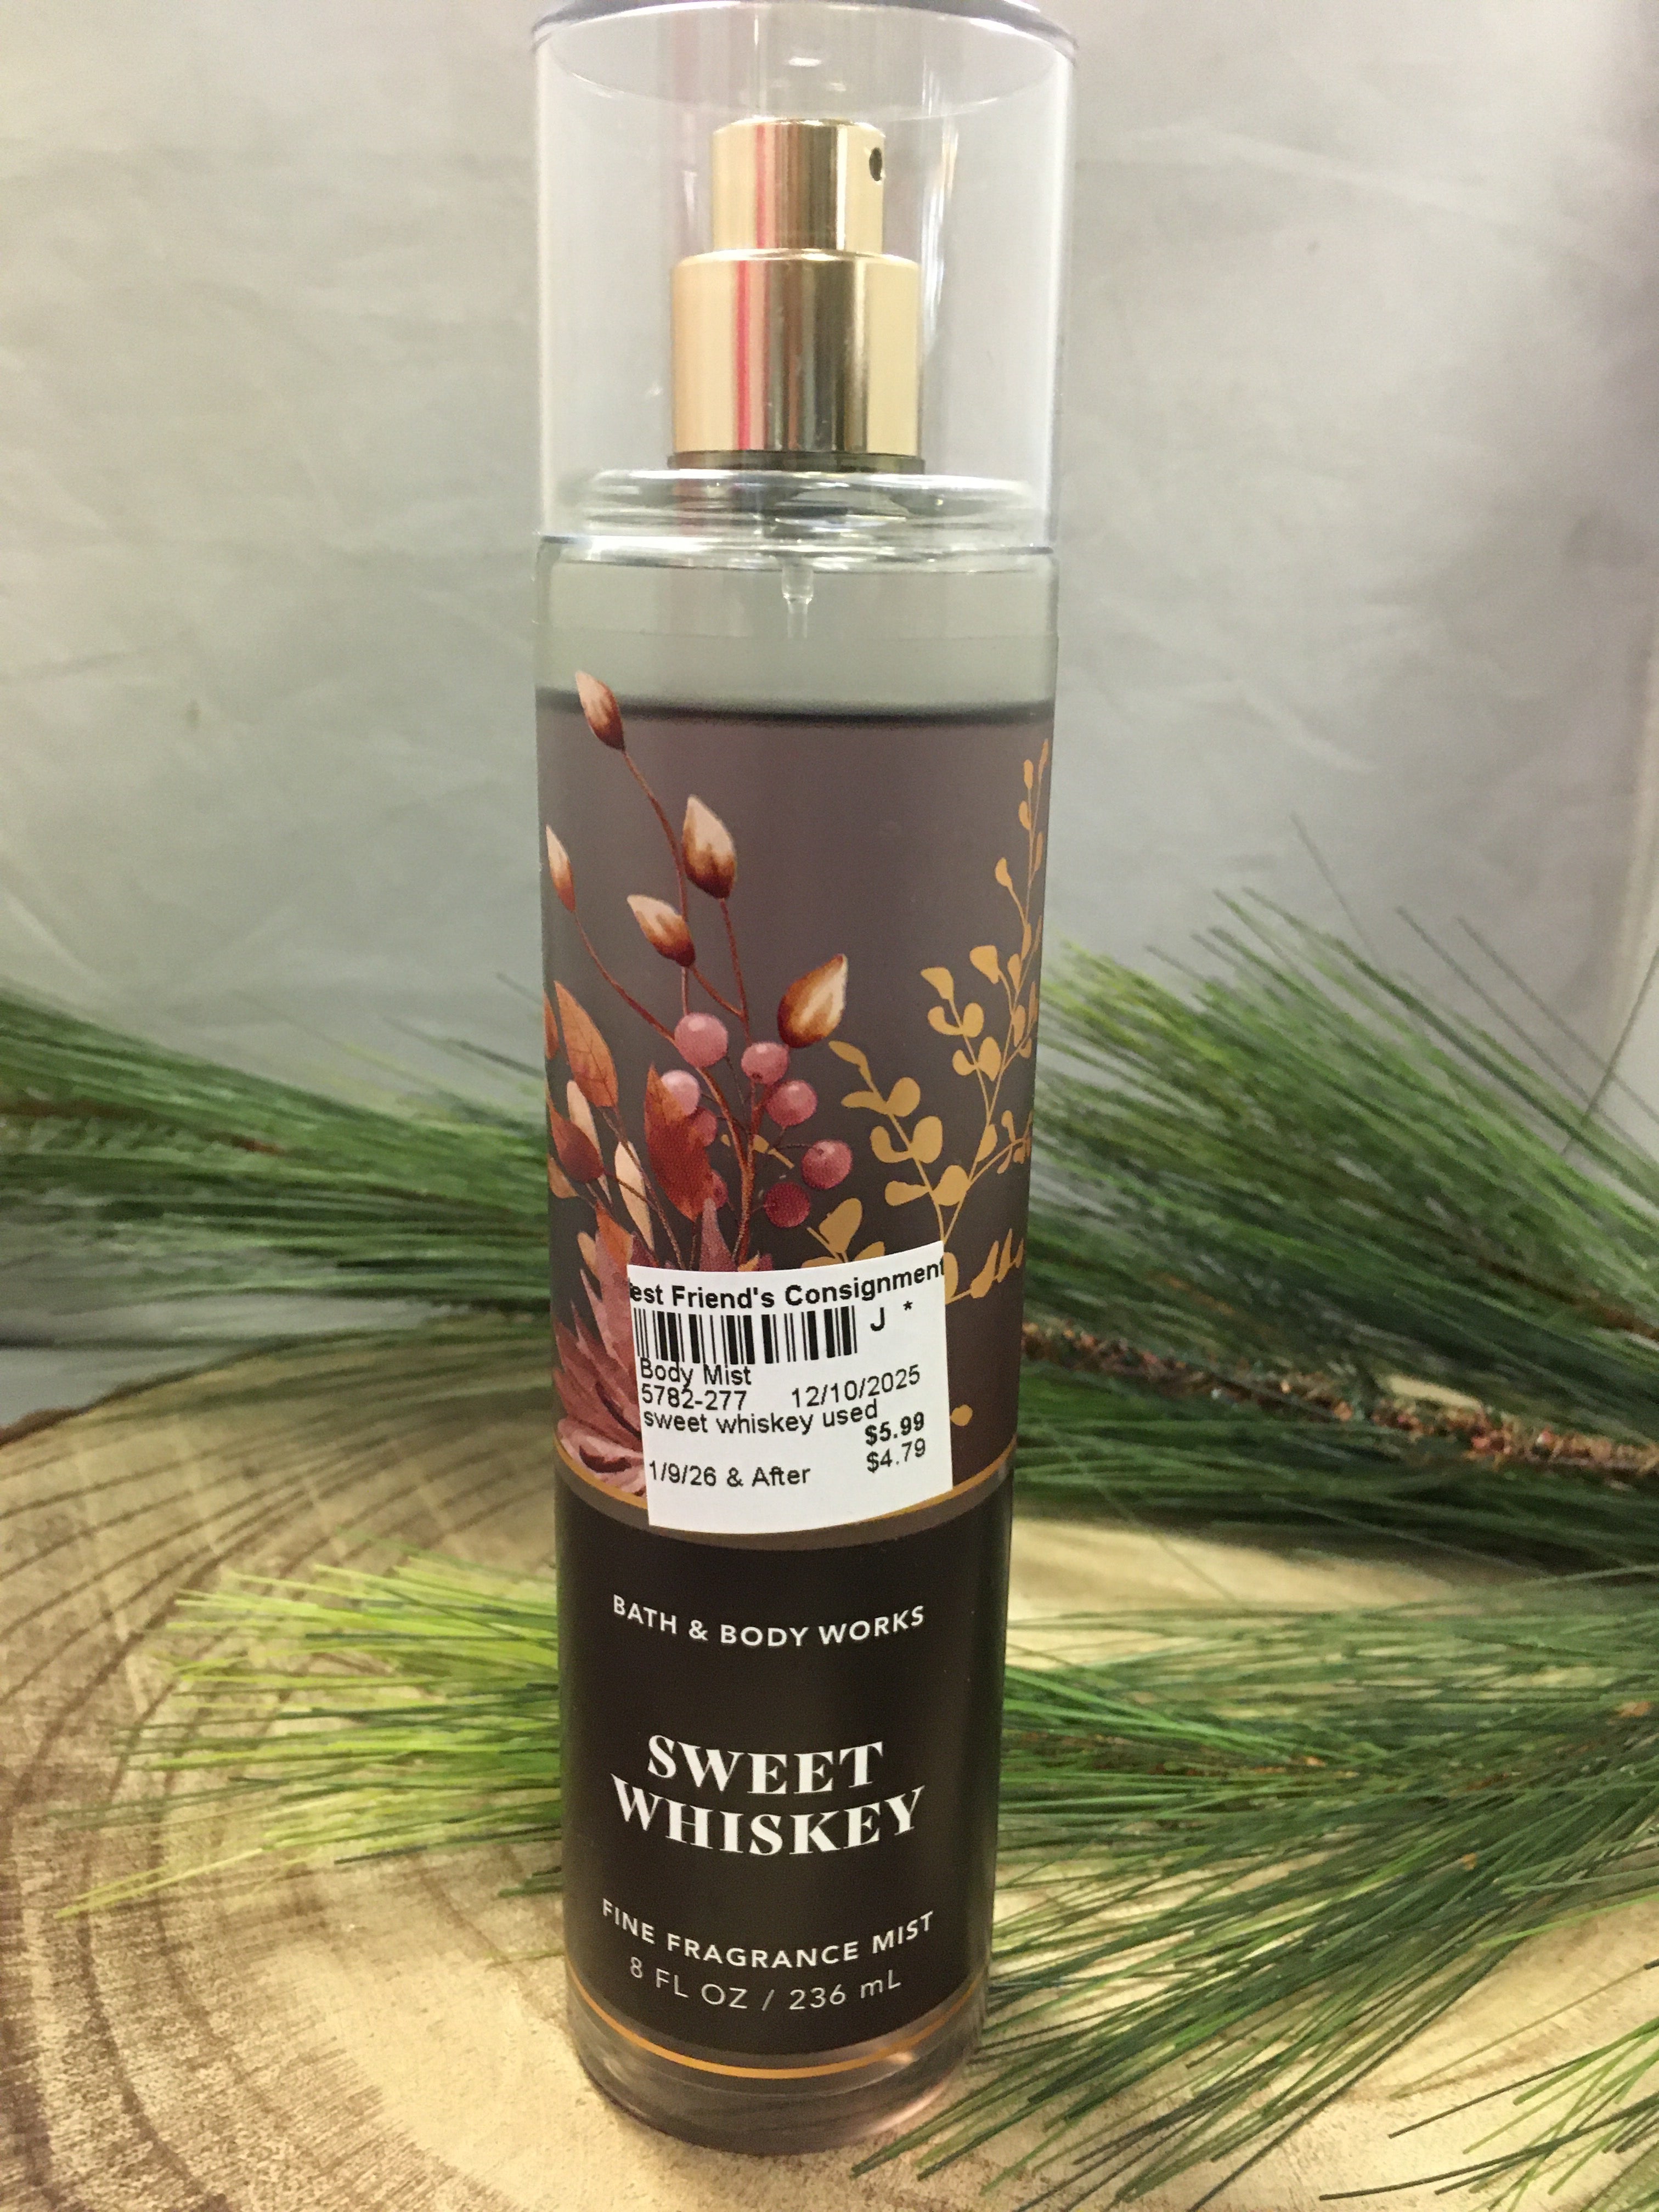 est Friend's Consignment
J *
Body Mist
5782-277 12/10/2025
sweet whiskey used
$5.99
$4.79
1/9/26 & After
BATH & BODY WORKS
SWEET
WHISKEY
FINE FRAGRANCE MIST
8 FL OZ / 236 mL